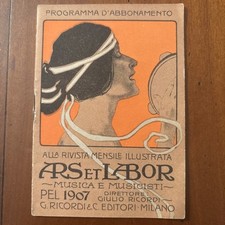 PROGRAMMA D'ABBONAMENTO
ALLA RIVISTA MENSILE ILLUSTRATA
ARS ET LABOR
MUSICA E MUSICISTI
PEL 1907 DIRETTORE: GIULIO RICORDI
G. RICORDI & C. EDITORI · MILANO